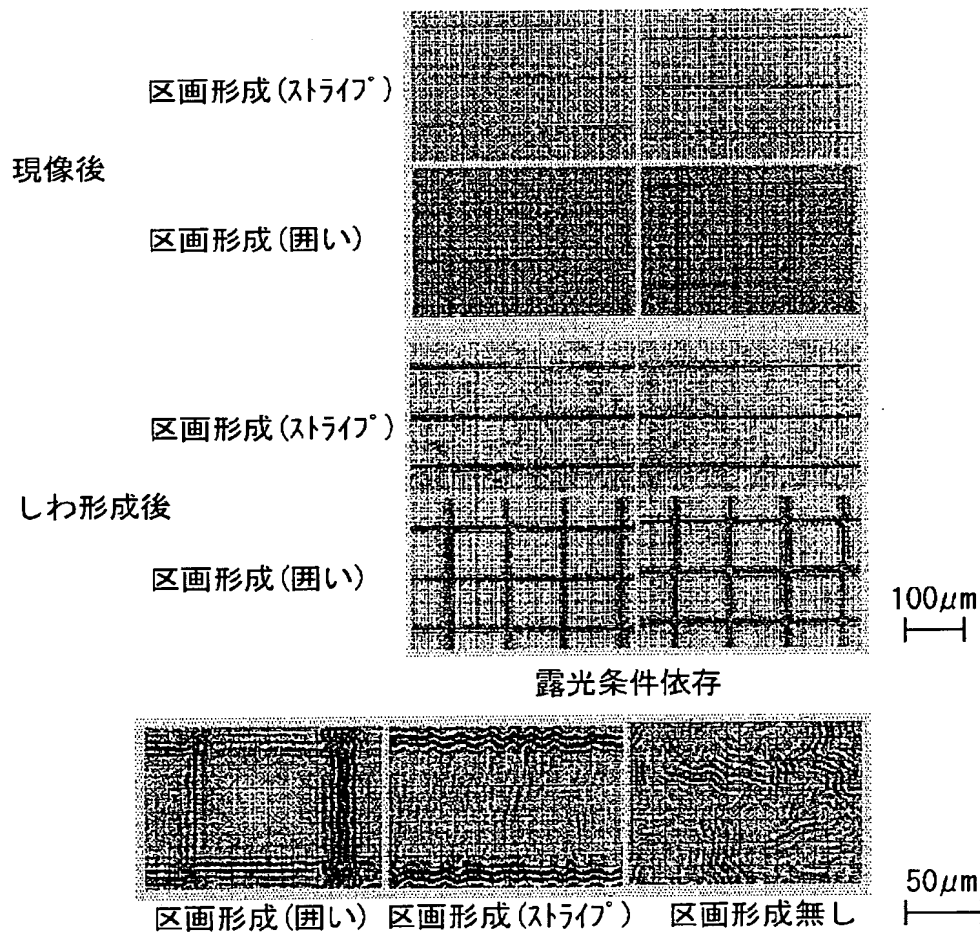 区画形成(ストライプ)
現像後
区画形成(囲い)
区画形成(ストライプ)
しわ形成後
区画形成(囲い)
100μm
露光条件依存
50μm
区画形成(囲い) 区画形成(ストライプ) 区画形成無し